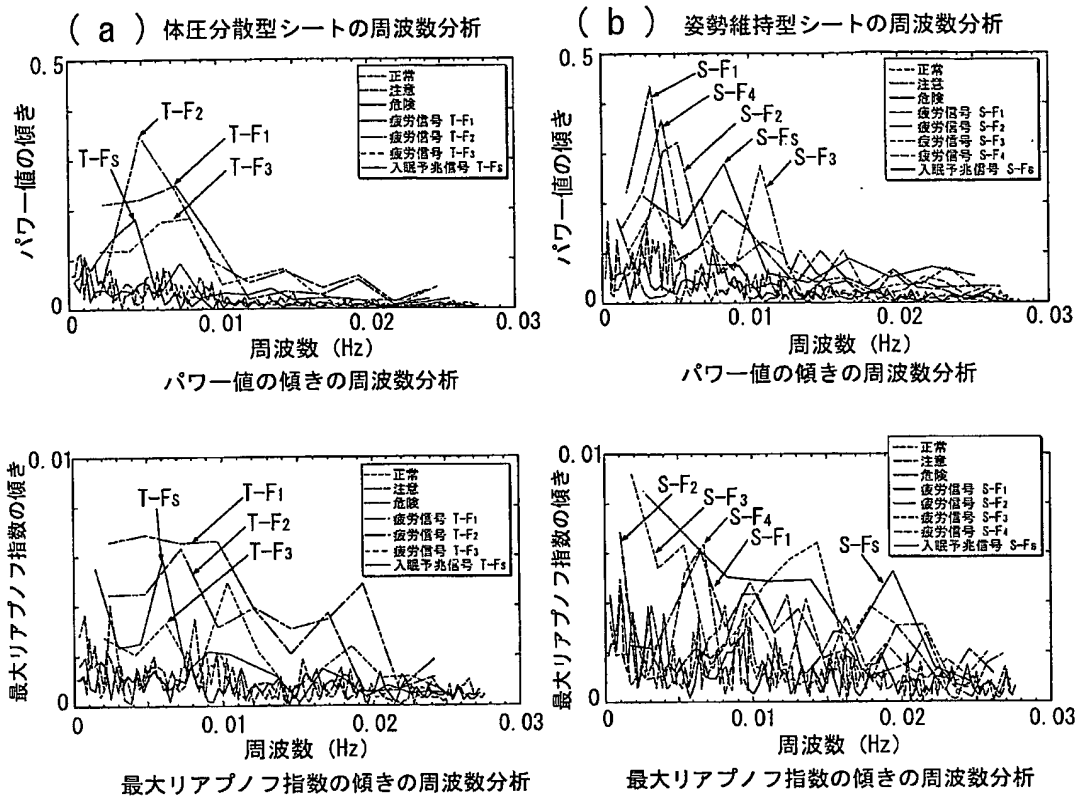 (a) 体圧分散型シートの周波数分析
0.5
パワー値の傾き
0
0
0.01
0.02
0.03
周波数 (Hz)
正常
注意
危険
疲労信号 T-F1
疲労信号 T-F2
疲労信号 T-F3
入眠予兆信号 T-Fs
T-F2
T-F1
T-Fs
T-F3
パワー値の傾きの周波数分析
(b) 姿勢維持型シートの周波数分析
0.5
パワー値の傾き
0
0
0.01
0.02
0.03
周波数 (Hz)
正常
注意
危険
疲労信号 S-F1
疲労信号 S-F2
疲労信号 S-F3
疲労信号 S-F4
入眠予兆信号 S-Fs
S-F1
S-F4
S-F2
S-Fs
S-F3
パワー値の傾きの周波数分析
0.01
最大リアプノフ指数の傾き
0
0
0.01
0.02
0.03
周波数 (Hz)
正常
注意
危険
疲労信号 T-F1
疲労信号 T-F2
疲労信号 T-F3
入眠予兆信号 T-Fs
T-Fs
T-F1
T-F2
T-F3
最大リアプノフ指数の傾きの周波数分析
0.01
最大リアプノフ指数の傾き
0
0
0.01
0.02
0.03
周波数 (Hz)
正常
注意
危険
疲労信号 S-F1
疲労信号 S-F2
疲労信号 S-F3
疲労信号 S-F4
入眠予兆信号 S-Fs
S-F2
S-F3
S-F4
S-F1
S-Fs
最大リアプノフ指数の傾きの周波数分析